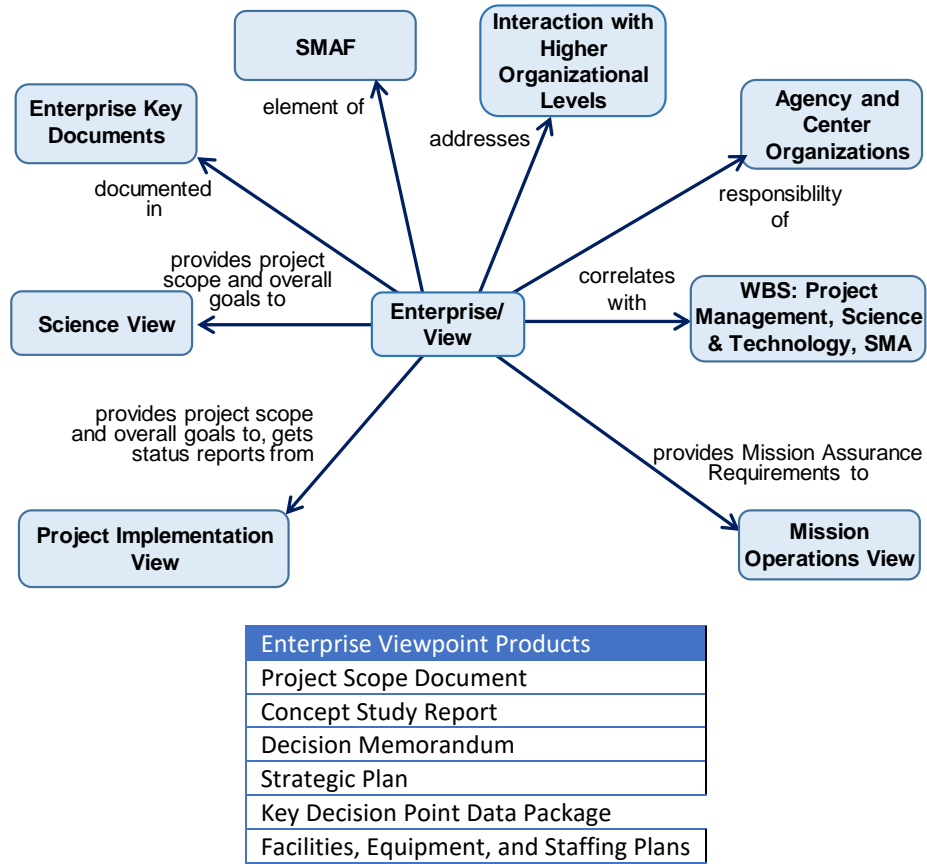 SMAF
element of
Interaction with
Higher
Organizational
Levels
addresses
Enterprise Key
Documents
documented
in
Agency and
Center
Organizations
responsiblilty
of
provides project
scope and overall
goals to
Science View
Enterprise/
View
correlates
with
WBS: Project
Management, Science
& Technology, SMA
provides project scope
and overall goals to, gets
status reports from
Project Implementation
View
provides Mission Assurance
Requirements to
Mission
Operations View
Enterprise Viewpoint Products
Project Scope Document
Concept Study Report
Decision Memorandum
Strategic Plan
Key Decision Point Data Package
Facilities, Equipment, and Staffing Plans